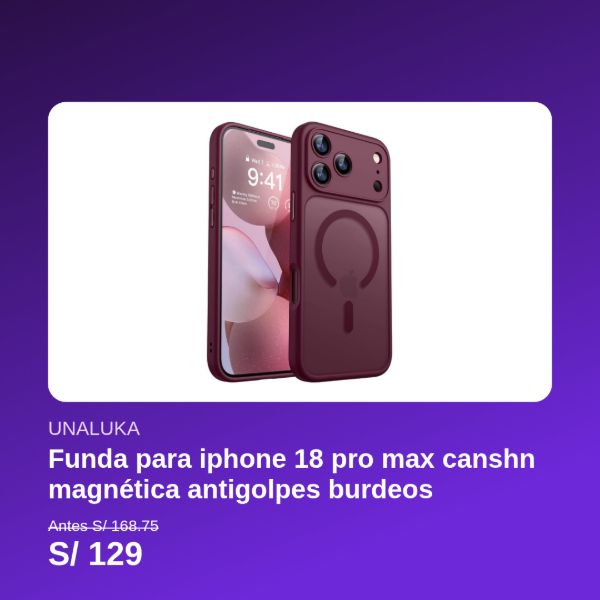 9:41
UNALUKA
Funda para iphone 18 pro max canshn
magnética antigolpes burdeos
Antes S/ 168.75
S/ 129